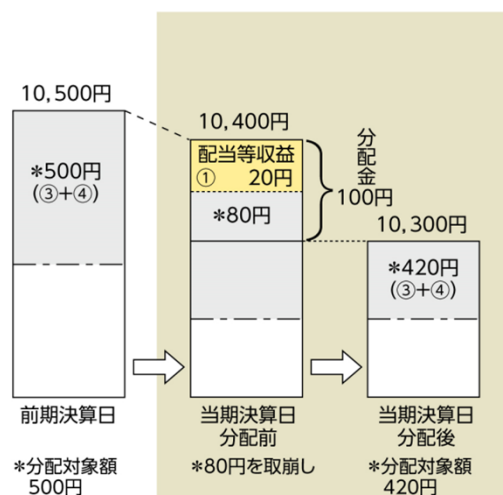 10,500円
*500円
(③+④)
前期決算日
*分配対象額
500円
10,400円
配当等収益
① 20円
*80円
分配金
100円
当期決算日
分配前
*80円を取崩し
10,300円
*420円
(③+④)
当期決算日
分配後
*分配対象額
420円